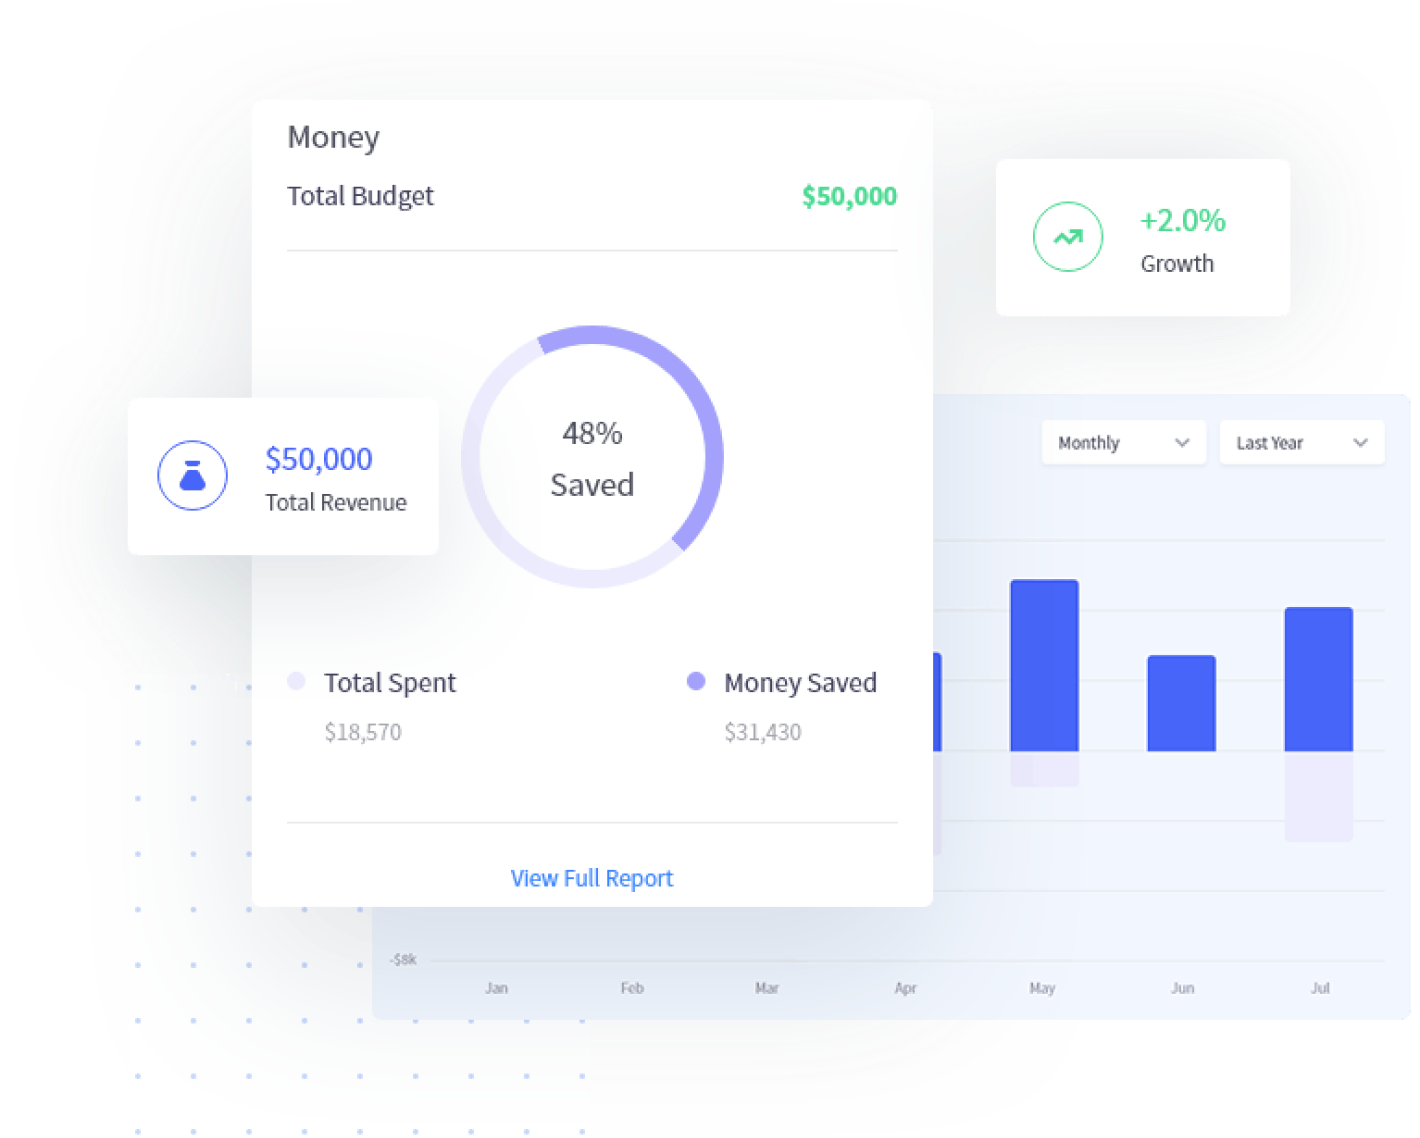 Money
Total Budget $50,000
+2.0%
Growth
48%
Saved
$50,000
Total Revenue
Monthly
Last Year
Total Spent
$18,570
Money Saved
$31,430
View Full Report
-$8k
Jan Feb Mar Apr May Jun Jul